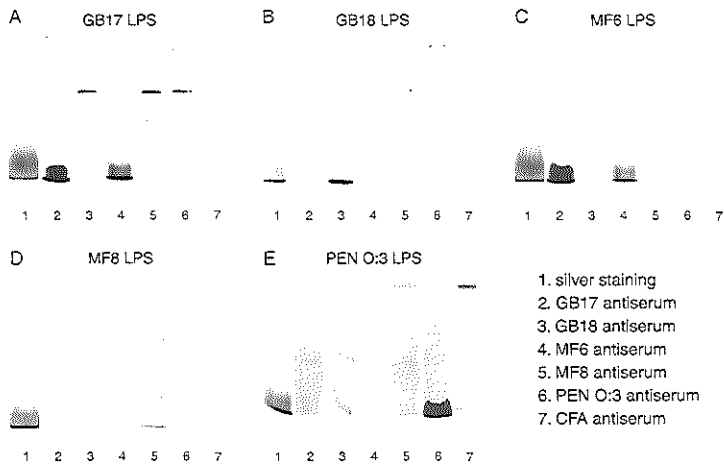 A GB17 LPS
B GB18 LPS
C MF6 LPS
1 2 3 4 5 6 7
1 2 3 4 5 6 7
1 2 3 4 5 6 7
D MF8 LPS
E PEN O:3 LPS
1 2 3 4 5 6 7
1 2 3 4 5 6 7
1. silver staining
2. GB17 antiserum
3. GB18 antiserum
4. MF6 antiserum
5. MF8 antiserum
6. PEN O:3 antiserum
7. CFA antiserum